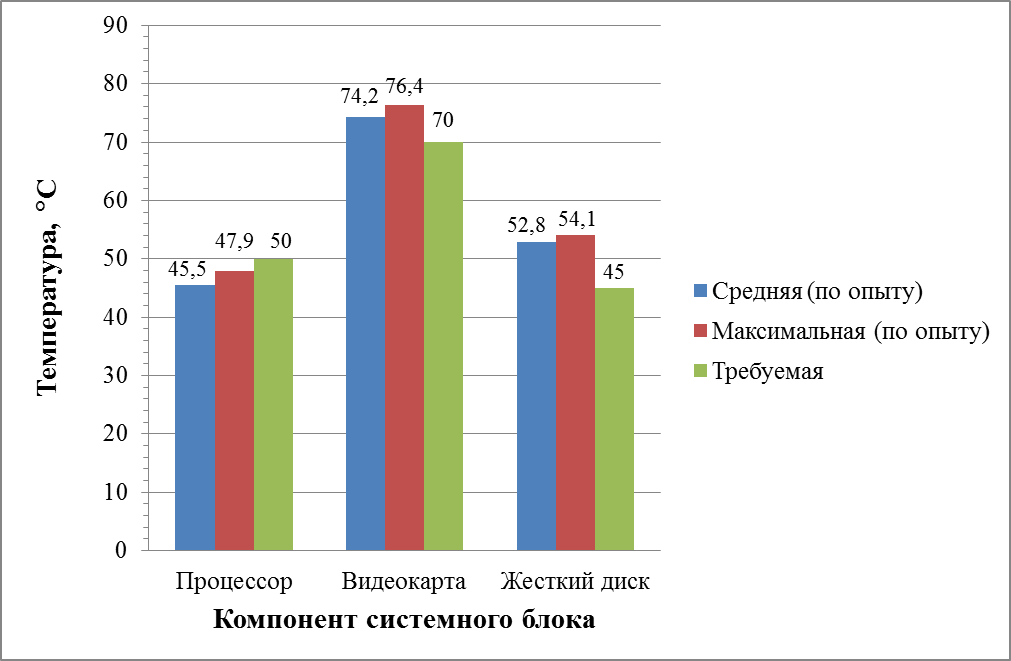 Температура, °С
90
80
70
60
50
40
30
20
10
0
74,2 76,4 70
45,5 47,9 50
52,8 54,1 45
Процессор Видеокарта Жесткий диск
Компонент системного блока
Средняя (по опыту)
Максимальная (по опыту)
Требуемая